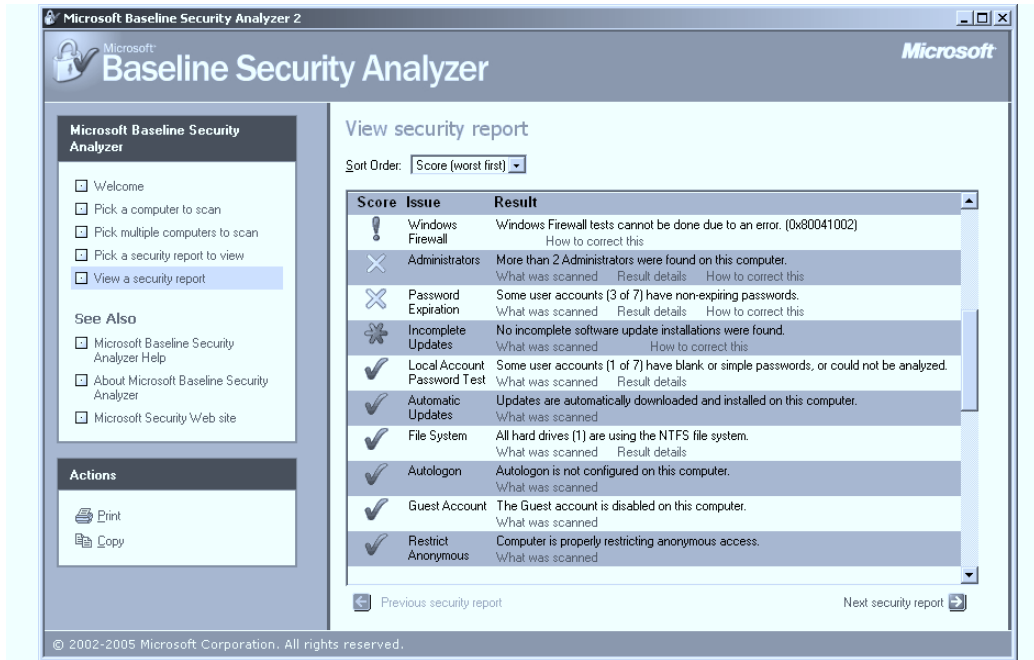 Microsoft Baseline Security Analyzer 2
Microsoft
Baseline Security Analyzer
Microsoft
Microsoft Baseline Security
Analyzer
Welcome
Pick a computer to scan
Pick multiple computers to scan
Pick a security report to view
View a security report
See Also
Microsoft Baseline Security
Analyzer Help
About Microsoft Baseline Security
Analyzer
Microsoft Security Web site
Actions
Print
Copy
View security report
Sort Order: Score (worst first)
Score Issue Result
Windows Firewall tests cannot be done due to an error. (0x80041002)
Windows
Firewall
How to correct this
Administrators More than 2 Administrators were found on this computer.
What was scanned Result details How to correct this
Password Some user accounts (3 of 7) have non-expiring passwords.
Expiration What was scanned Result details How to correct this
Incomplete No incomplete software update installations were found.
Updates What was scanned How to correct this
Local Account Some user accounts (1 of 7) have blank or simple passwords, or could not be analyzed.
Password Test What was scanned Result details
Automatic Updates are automatically downloaded and installed on this computer.
Updates What was scanned
File System All hard drives (1) are using the NTFS file system.
What was scanned Result details
Autologon Autologon is not configured on this computer.
What was scanned
Guest Account The Guest account is disabled on this computer.
What was scanned
Restrict Computer is properly restricting anonymous access.
Anonymous What was scanned
Previous security report Next security report
© 2002-2005 Microsoft Corporation. All rights reserved.